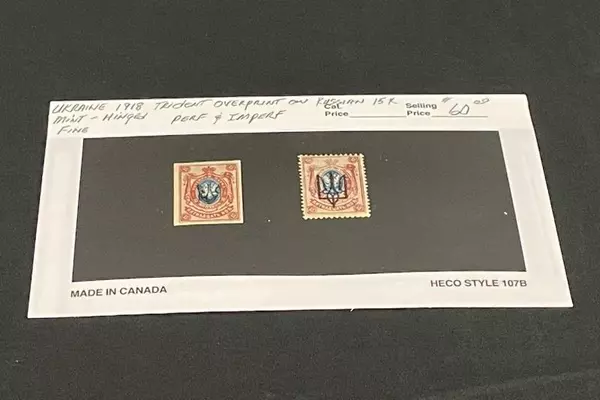 UKRAINE 1918 TRIDENT OVERPRINT ON RUSSIAN 15 K
MINT - HINGED PERF & IMPERF
FINE
Cat. Price
Selling Price $60.00
MADE IN CANADA
HECO STYLE 107B